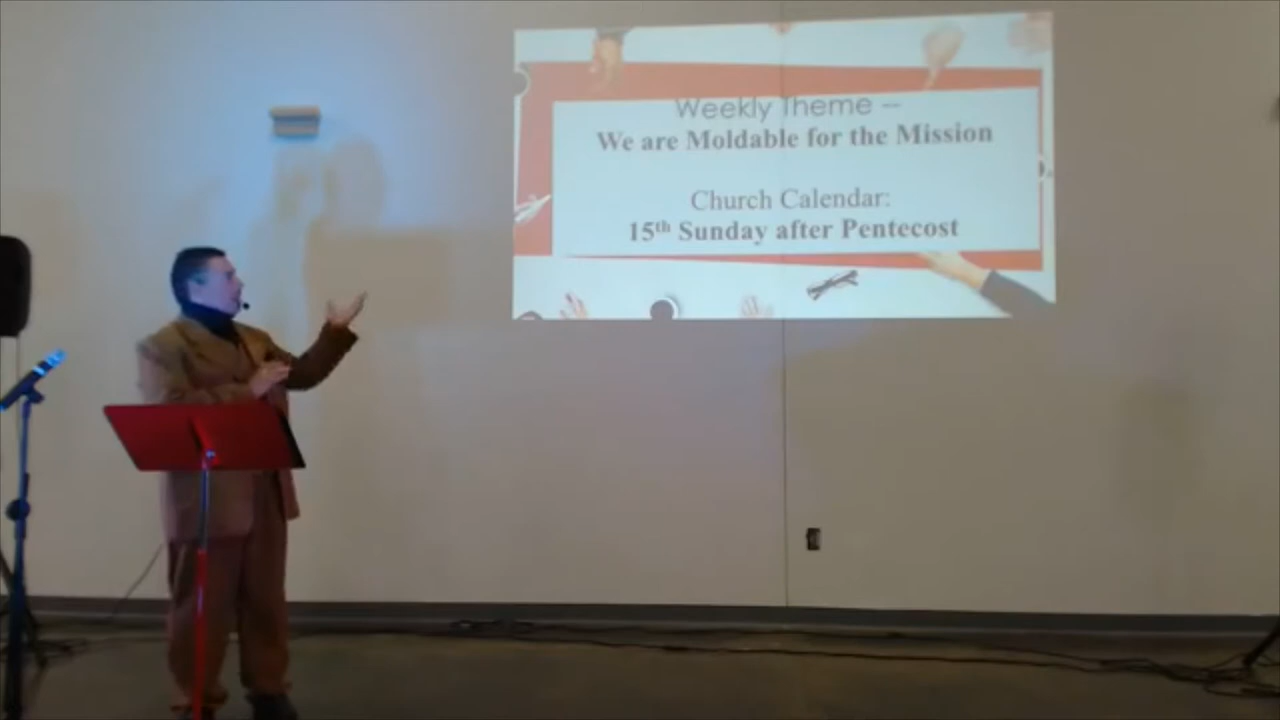 Weekly Theme --
We are Moldable for the Mission
Church Calendar:
15th Sunday after Pentecost